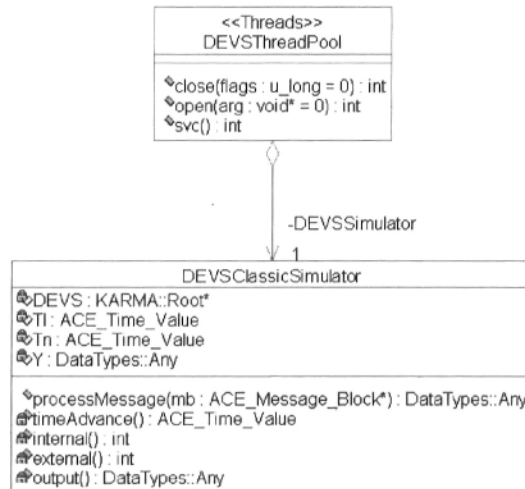 <<Threads>>
DEVSThreadPool
close(flags : u_long = 0) : int
open(arg : void* = 0) : int
svc() : int
-DEVSSimulator
1
DEVSClassicSimulator
DEVS : KARMA::Root*
Tl : ACE_Time_Value
Tn : ACE_Time_Value
Y : DataTypes::Any
processMessage(mb : ACE_Message_Block*) : DataTypes::Any
timeAdvance() : ACE_Time_Value
internal() : int
external() : int
output() : DataTypes::Any